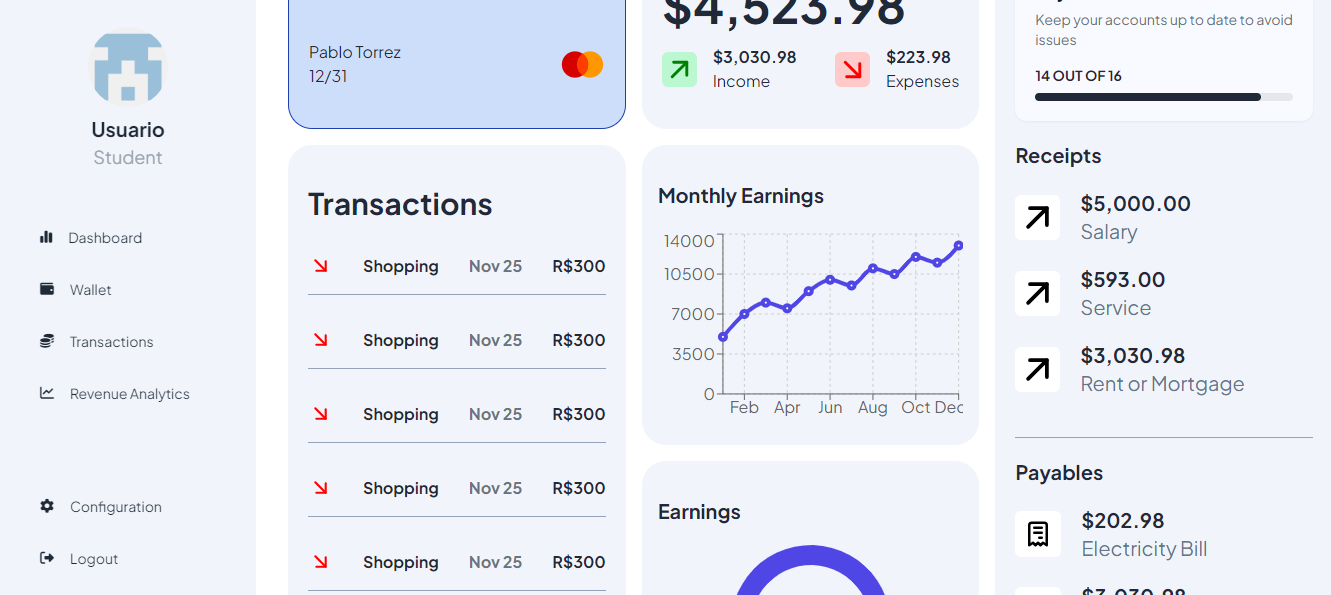 Usuario
Student
Dashboard
Wallet
Transactions
Revenue Analytics
Configuration
Logout
Pablo Torrez
12/31
Transactions
Shopping Nov 25 R$300
Shopping Nov 25 R$300
Shopping Nov 25 R$300
Shopping Nov 25 R$300
Shopping Nov 25 R$300
$4,523.98
$3,030.98
Income
$223.98
Expenses
Monthly Earnings
14000
10500
7000
3500
0
Feb Apr Jun Aug Oct Dec
Earnings
Keep your accounts up to date to avoid
issues
14 OUT OF 16
Receipts
$5,000.00
Salary
$593.00
Service
$3,030.98
Rent or Mortgage
Payables
$202.98
Electricity Bill
$3,030.98